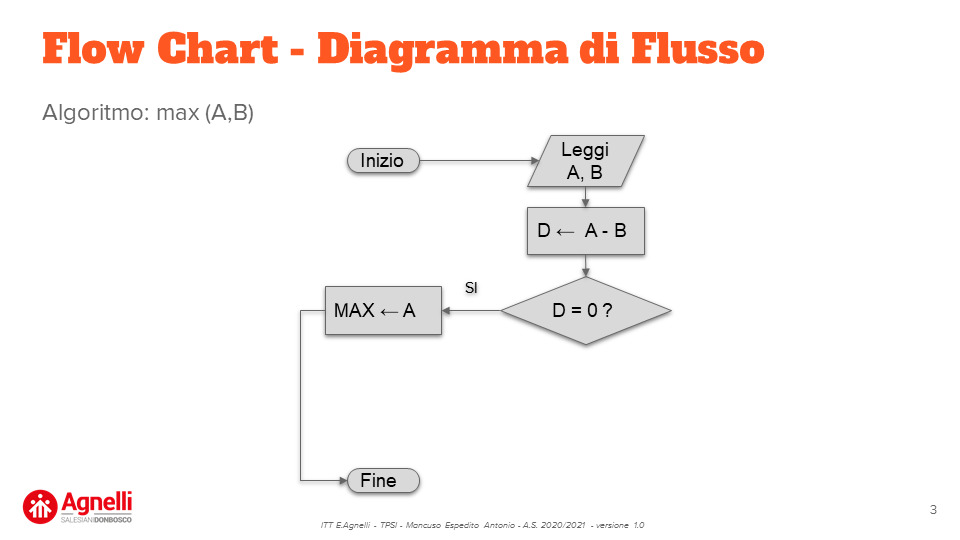 Flow Chart - Diagramma di Flusso
Algoritmo: max (A,B)
Inizio
Leggi
A, B
D ← A - B
SI
MAX ← A
D = 0 ?
Fine
Agnelli
SALESIANIDONBOSCO
ITT E.Agnelli - TPSI - Mancuso Espedito Antonio - A.S. 2020/2021 - versione 1.0
3